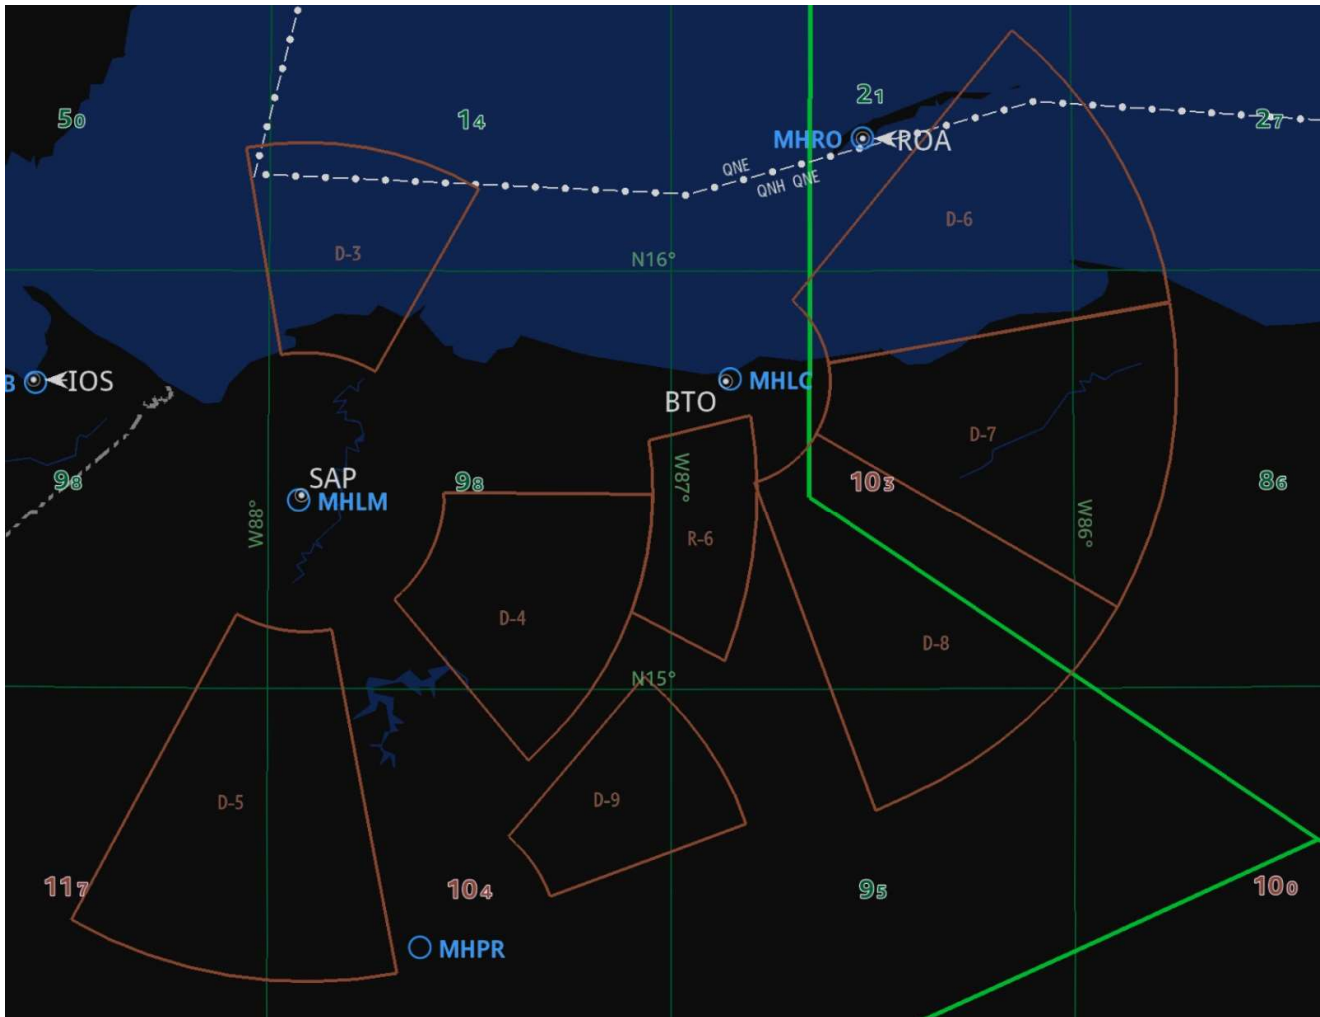 50
14
21
27
MHRO
ROA
QNE
QNH QNE
D-6
D-3
N16°
B
IOS
MHLC
BTO
D-7
98
SAP
MHLM
98
W87°
103
86
W88°
W86°
R-6
D-4
D-8
N15°
D-5
D-9
117
104
95
100
MHPR